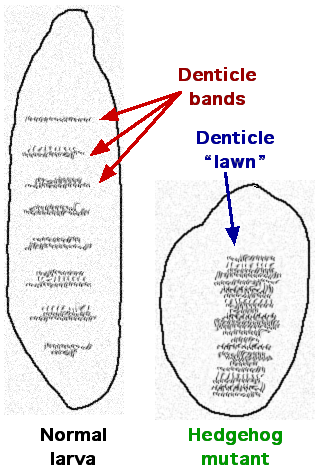 Denticle
bands
Denticle
“lawn”
Normal
larva
Hedgehog
mutant